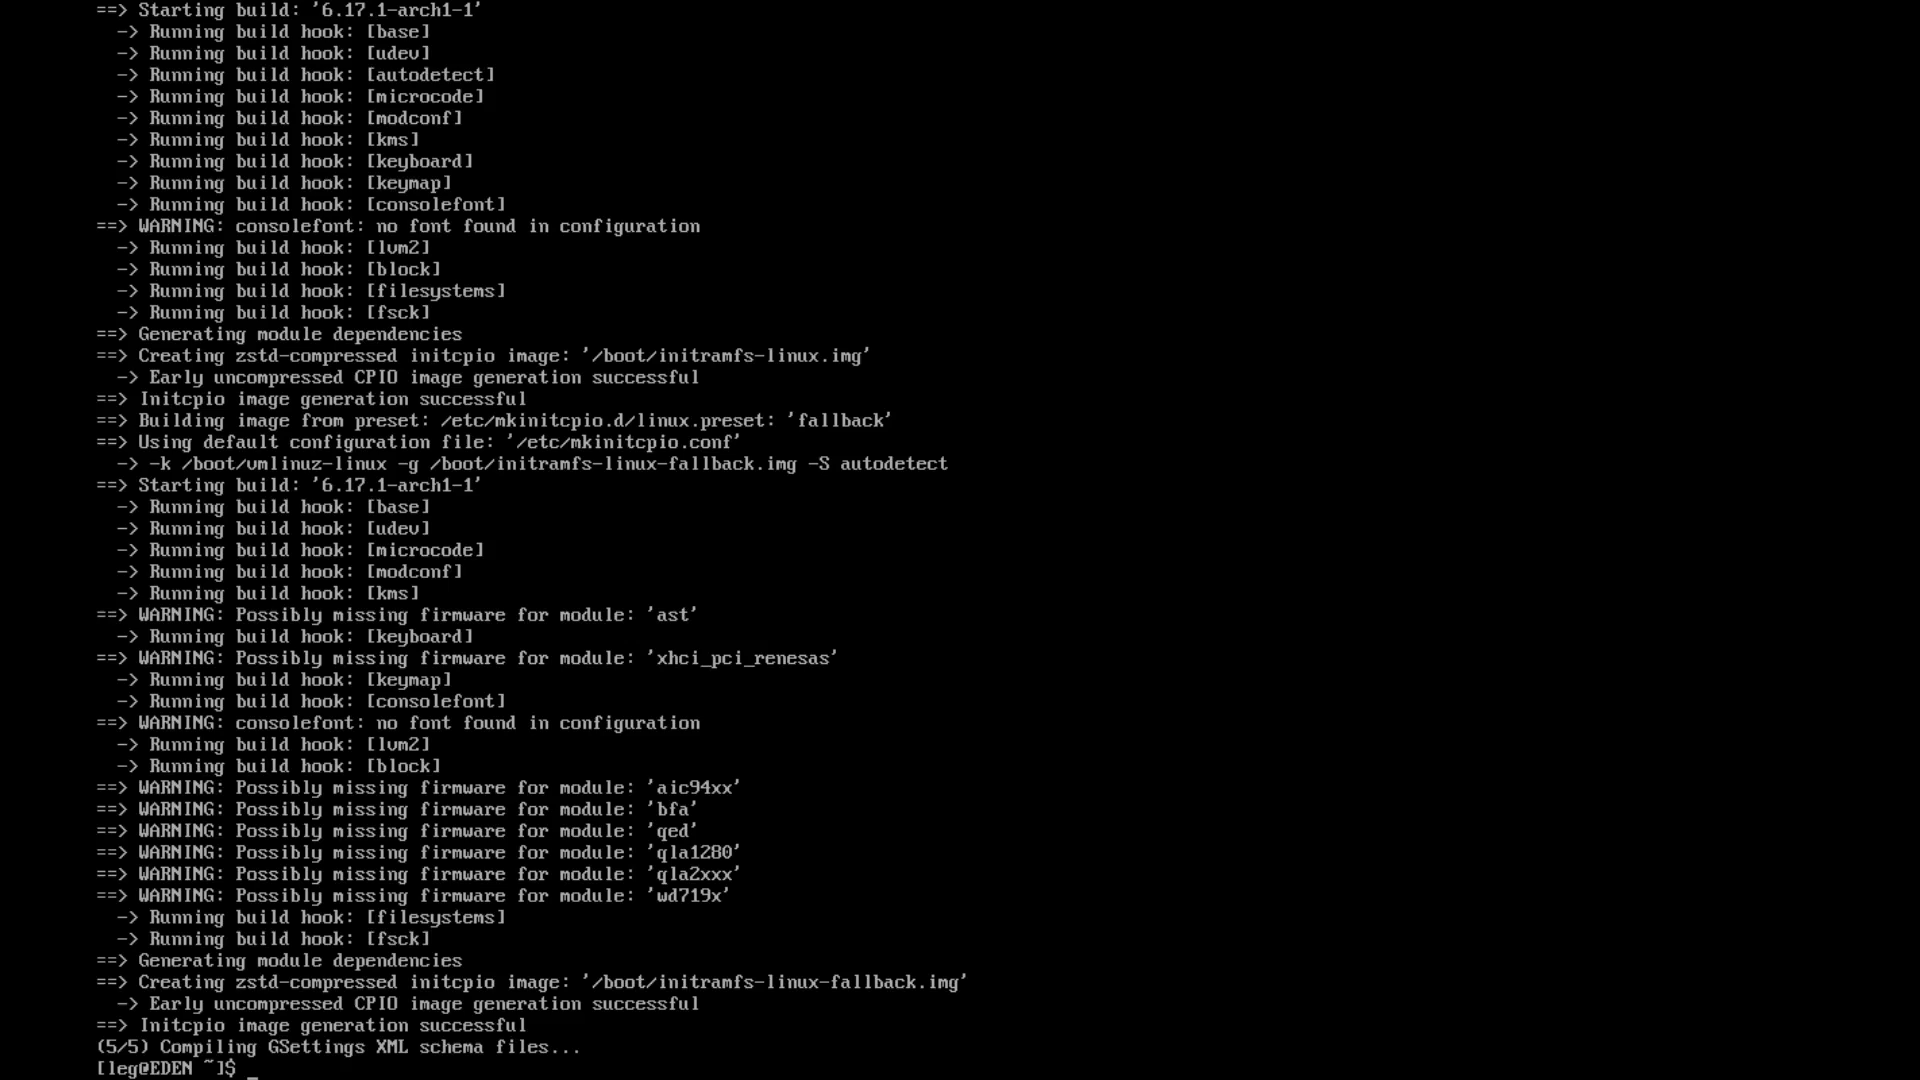 ==> Starting build: '6.17.1-arch1-1'
  -> Running build hook: [base]
  -> Running build hook: [udev]
  -> Running build hook: [autodetect]
  -> Running build hook: [microcode]
  -> Running build hook: [modconf]
  -> Running build hook: [kms]
  -> Running build hook: [keyboard]
  -> Running build hook: [keymap]
  -> Running build hook: [consolefont]
==> WARNING: consolefont: no font found in configuration
  -> Running build hook: [lvm2]
  -> Running build hook: [block]
  -> Running build hook: [filesystems]
  -> Running build hook: [fsck]
==> Generating module dependencies
==> Creating zstd-compressed initcpio image: '/boot/initramfs-linux.img'
  -> Early uncompressed CPIO image generation successful
==> Initcpio image generation successful
==> Building image from preset: /etc/mkinitcpio.d/linux.preset: 'fallback'
==> Using default configuration file: '/etc/mkinitcpio.conf'
  -> -k /boot/vmlinuz-linux -g /boot/initramfs-linux-fallback.img -S autodetect
==> Starting build: '6.17.1-arch1-1'
  -> Running build hook: [base]
  -> Running build hook: [udev]
  -> Running build hook: [microcode]
  -> Running build hook: [modconf]
  -> Running build hook: [kms]
==> WARNING: Possibly missing firmware for module: 'ast'
  -> Running build hook: [keyboard]
==> WARNING: Possibly missing firmware for module: 'xhci_pci_renesas'
  -> Running build hook: [keymap]
  -> Running build hook: [consolefont]
==> WARNING: consolefont: no font found in configuration
  -> Running build hook: [lvm2]
  -> Running build hook: [block]
==> WARNING: Possibly missing firmware for module: 'aic94xx'
==> WARNING: Possibly missing firmware for module: 'bfa'
==> WARNING: Possibly missing firmware for module: 'qed'
==> WARNING: Possibly missing firmware for module: 'qla1280'
==> WARNING: Possibly missing firmware for module: 'qla2xxx'
==> WARNING: Possibly missing firmware for module: 'wd719x'
  -> Running build hook: [filesystems]
  -> Running build hook: [fsck]
==> Generating module dependencies
==> Creating zstd-compressed initcpio image: '/boot/initramfs-linux-fallback.img'
  -> Early uncompressed CPIO image generation successful
==> Initcpio image generation successful
(5/5) Compiling GSettings XML schema files...
[leg@EDEN ~]$ _